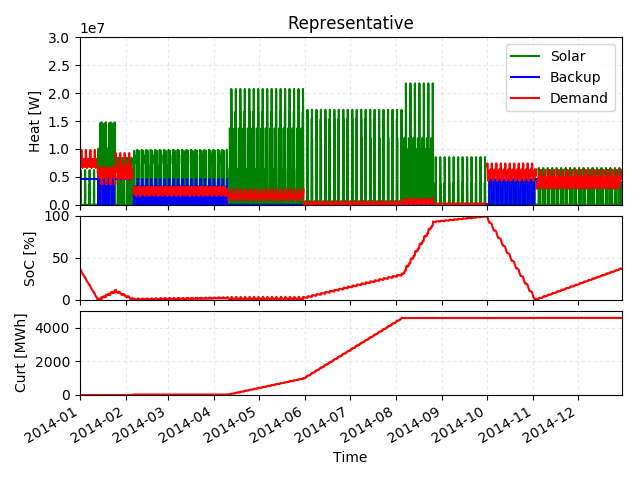 Representative
1e7
3.0
2.5
2.0
1.5
1.0
0.5
0.0
Heat [W]
Solar
Backup
Demand
100
50
0
SoC [%]
4000
2000
0
Curt [MWh]
2014-01
2014-02
2014-03
2014-04
2014-05
2014-06
2014-07
2014-08
2014-09
2014-10
2014-11
2014-12
Time